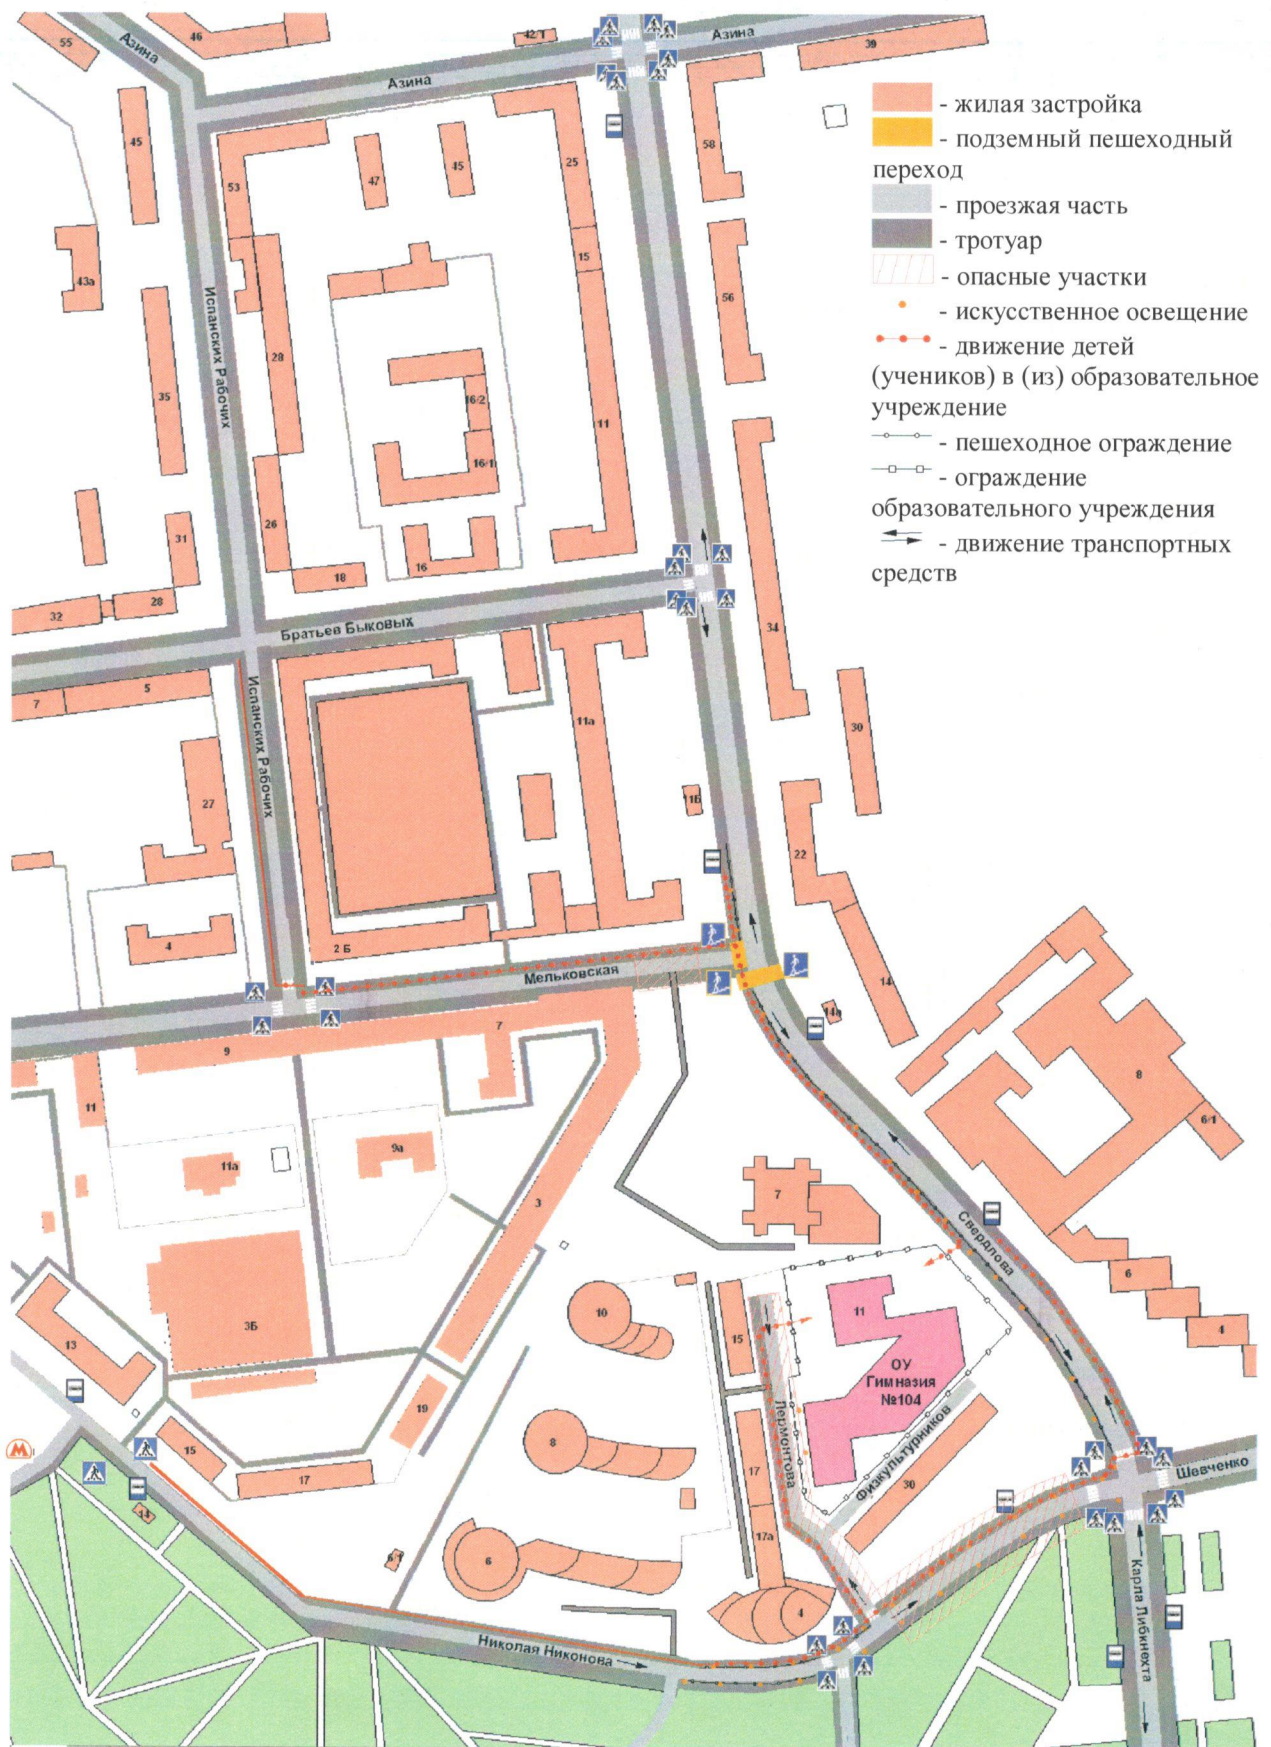 55
46
Азина
42/1
Азина
39
Азина
- жилая застройка
- подземный пешеходный
переход
- проезжая часть
- тротуар
- опасные участки
- искусственное освещение
- движение детей
(учеников) в (из) образовательное
учреждение
- пешеходное ограждение
- ограждение
образовательного учреждения
- движение транспортных
средств
45
53
47
45
25
58
43а
15
56
Испанских Рабочих
28
35
16/2
11
16/1
26
31
18
16
32
28
Братьев Быковых
34
7
5
Испанских Рабочих
11а
30
27
11Б
22
4
2 Б
Мельковская
14
14а
7
9
8
11
6/1
9а
11а
3
7
Свердлова
6
10
11
4
3Б
15
13
ОУ
Гимназия
№104
19
Лермонтова
Физкультурников
М
15
8
17
17
30
Шевченко
14
17а
6/1
6
4
Карла Либкнехта
Николая Никонова